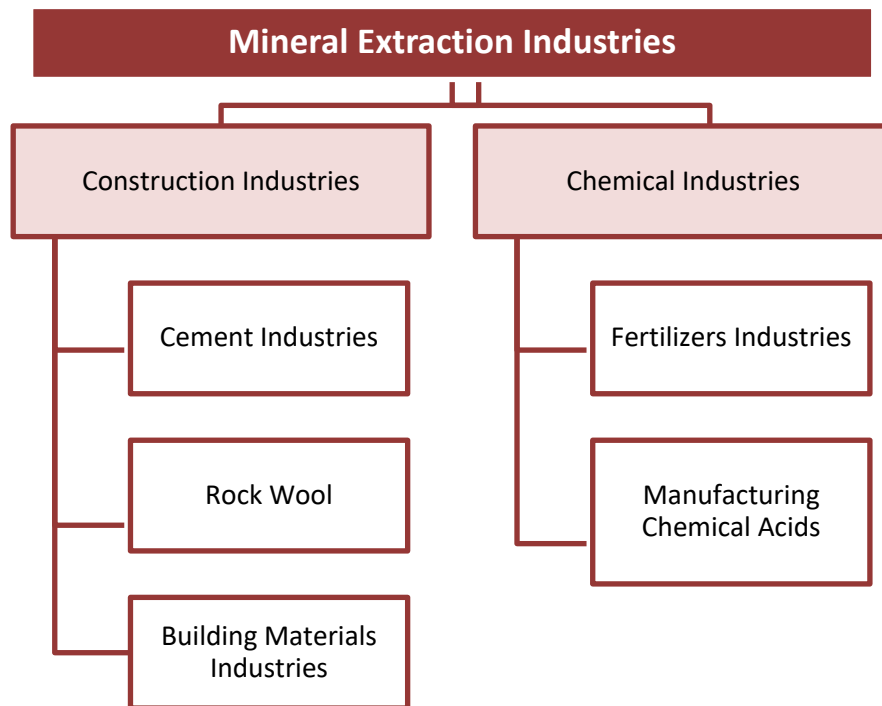 Mineral Extraction Industries
Construction Industries
Chemical Industries
Cement Industries
Fertilizers Industries
Rock Wool
Manufacturing
Chemical Acids
Building Materials
Industries